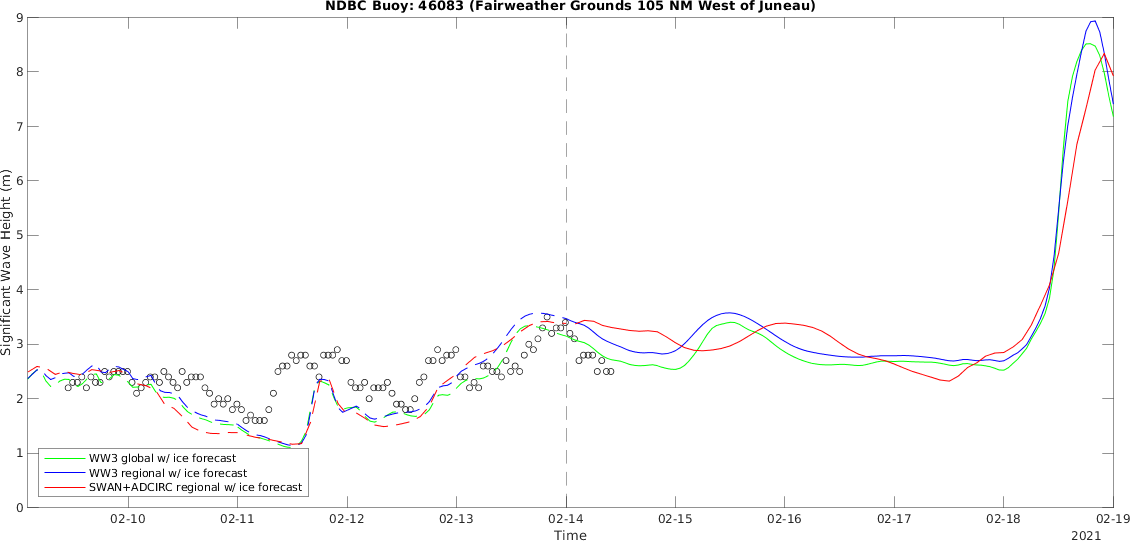 NDBC Buoy: 46083 (Fairweather Grounds 105 NM West of Juneau)
Significant Wave Height (m)
9
8
7
6
5
4
3
2
1
0
WW3 global w/ ice forecast
WW3 regional w/ ice forecast
SWAN+ADCIRC regional w/ ice forecast
02-10 02-11 02-12 02-13 02-14 02-15 02-16 02-17 02-18 02-19
Time
2021